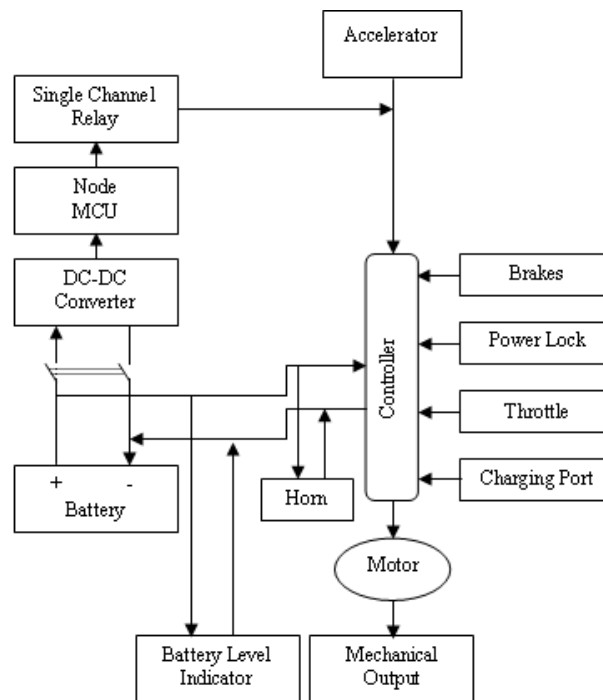 Accelerator
Single Channel
Relay
Node
MCU
DC-DC
Converter
Brakes
Power Lock
Controller
Throttle
+ -
Battery
Horn
Charging Port
Motor
Battery Level
Indicator
Mechanical
Output